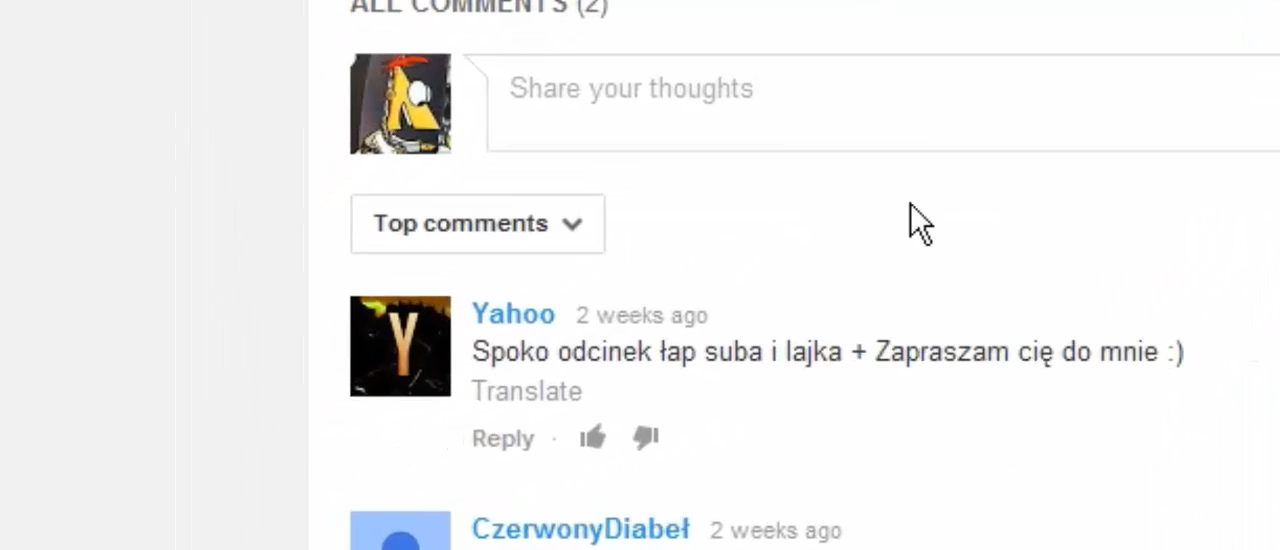 ALL COMMENTS (2)
Share your thoughts
Top comments
Y
Yahoo 2 weeks ago
Spoko odcinek łap suba i lajka + Zapraszam cię do mnie :)
Translate
Reply ·
CzerwonyDiabeł 2 weeks ago